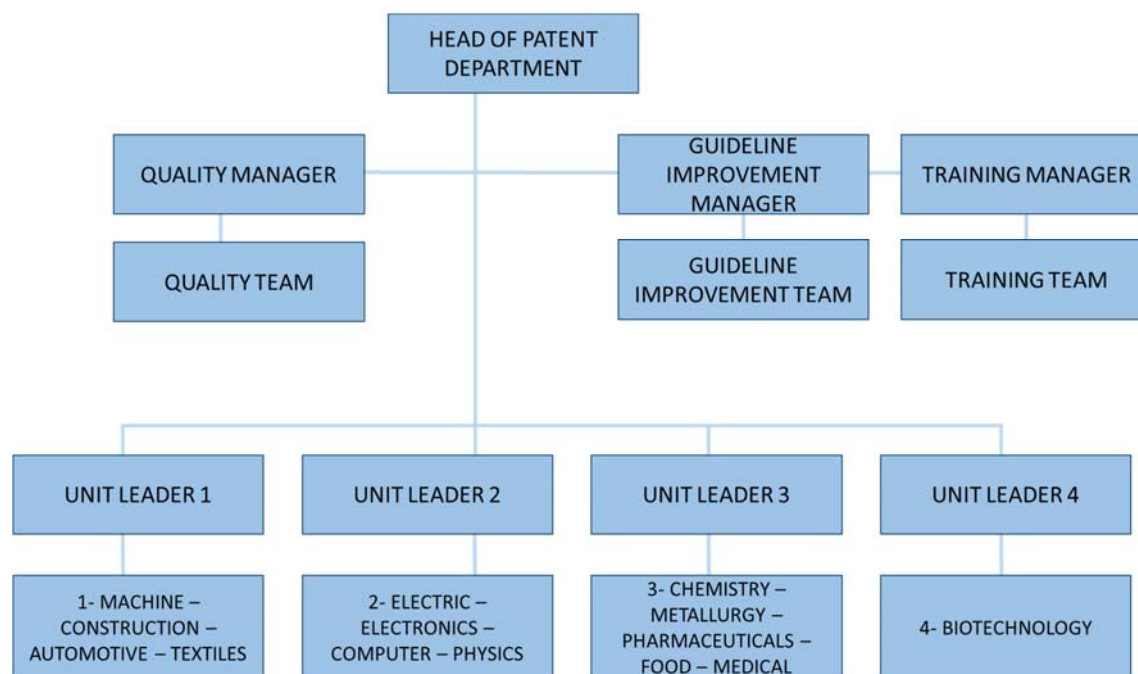 HEAD OF PATENT
DEPARTMENT
QUALITY MANAGER
GUIDELINE
IMPROVEMENT
MANAGER
TRAINING MANAGER
QUALITY TEAM
GUIDELINE
IMPROVEMENT TEAM
TRAINING TEAM
UNIT LEADER 1
UNIT LEADER 2
UNIT LEADER 3
UNIT LEADER 4
1- MACHINE –
CONSTRUCTION –
AUTOMOTIVE – TEXTILES
2- ELECTRIC –
ELECTRONICS –
COMPUTER – PHYSICS
3- CHEMISTRY –
METALLURGY –
PHARMACEUTICALS –
FOOD – MEDICAL
4- BIOTECHNOLOGY